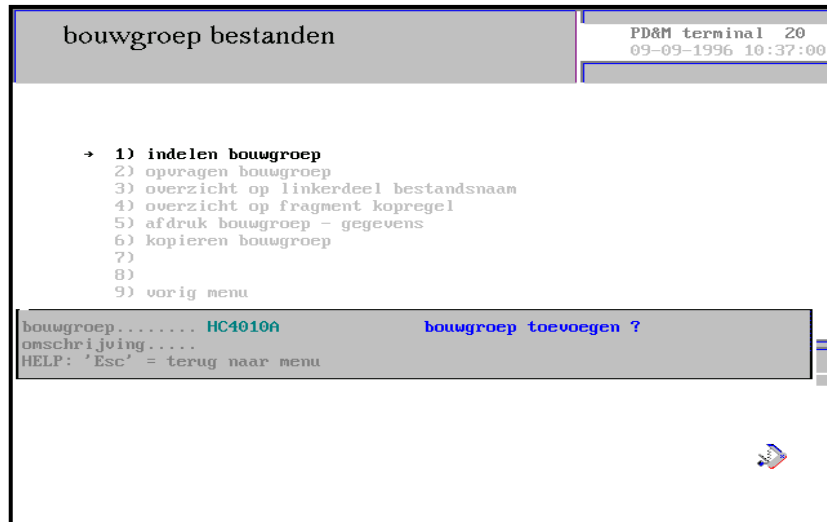 bouwgroep bestanden
PD&M terminal 20
09-09-1996 10:37:00
→ 1) indelen bouwgroep
2) opvragen bouwgroep
3) overzicht op linkerdeel bestandsnaam
4) overzicht op fragment kopregel
5) afdruk bouwgroep - gegevens
6) kopieren bouwgroep
7)
8)
9) vorig menu
bouwgroep........ HC4010A bouwgroep toevoegen ?
omschrijving.....
HELP: 'Esc' = terug naar menu